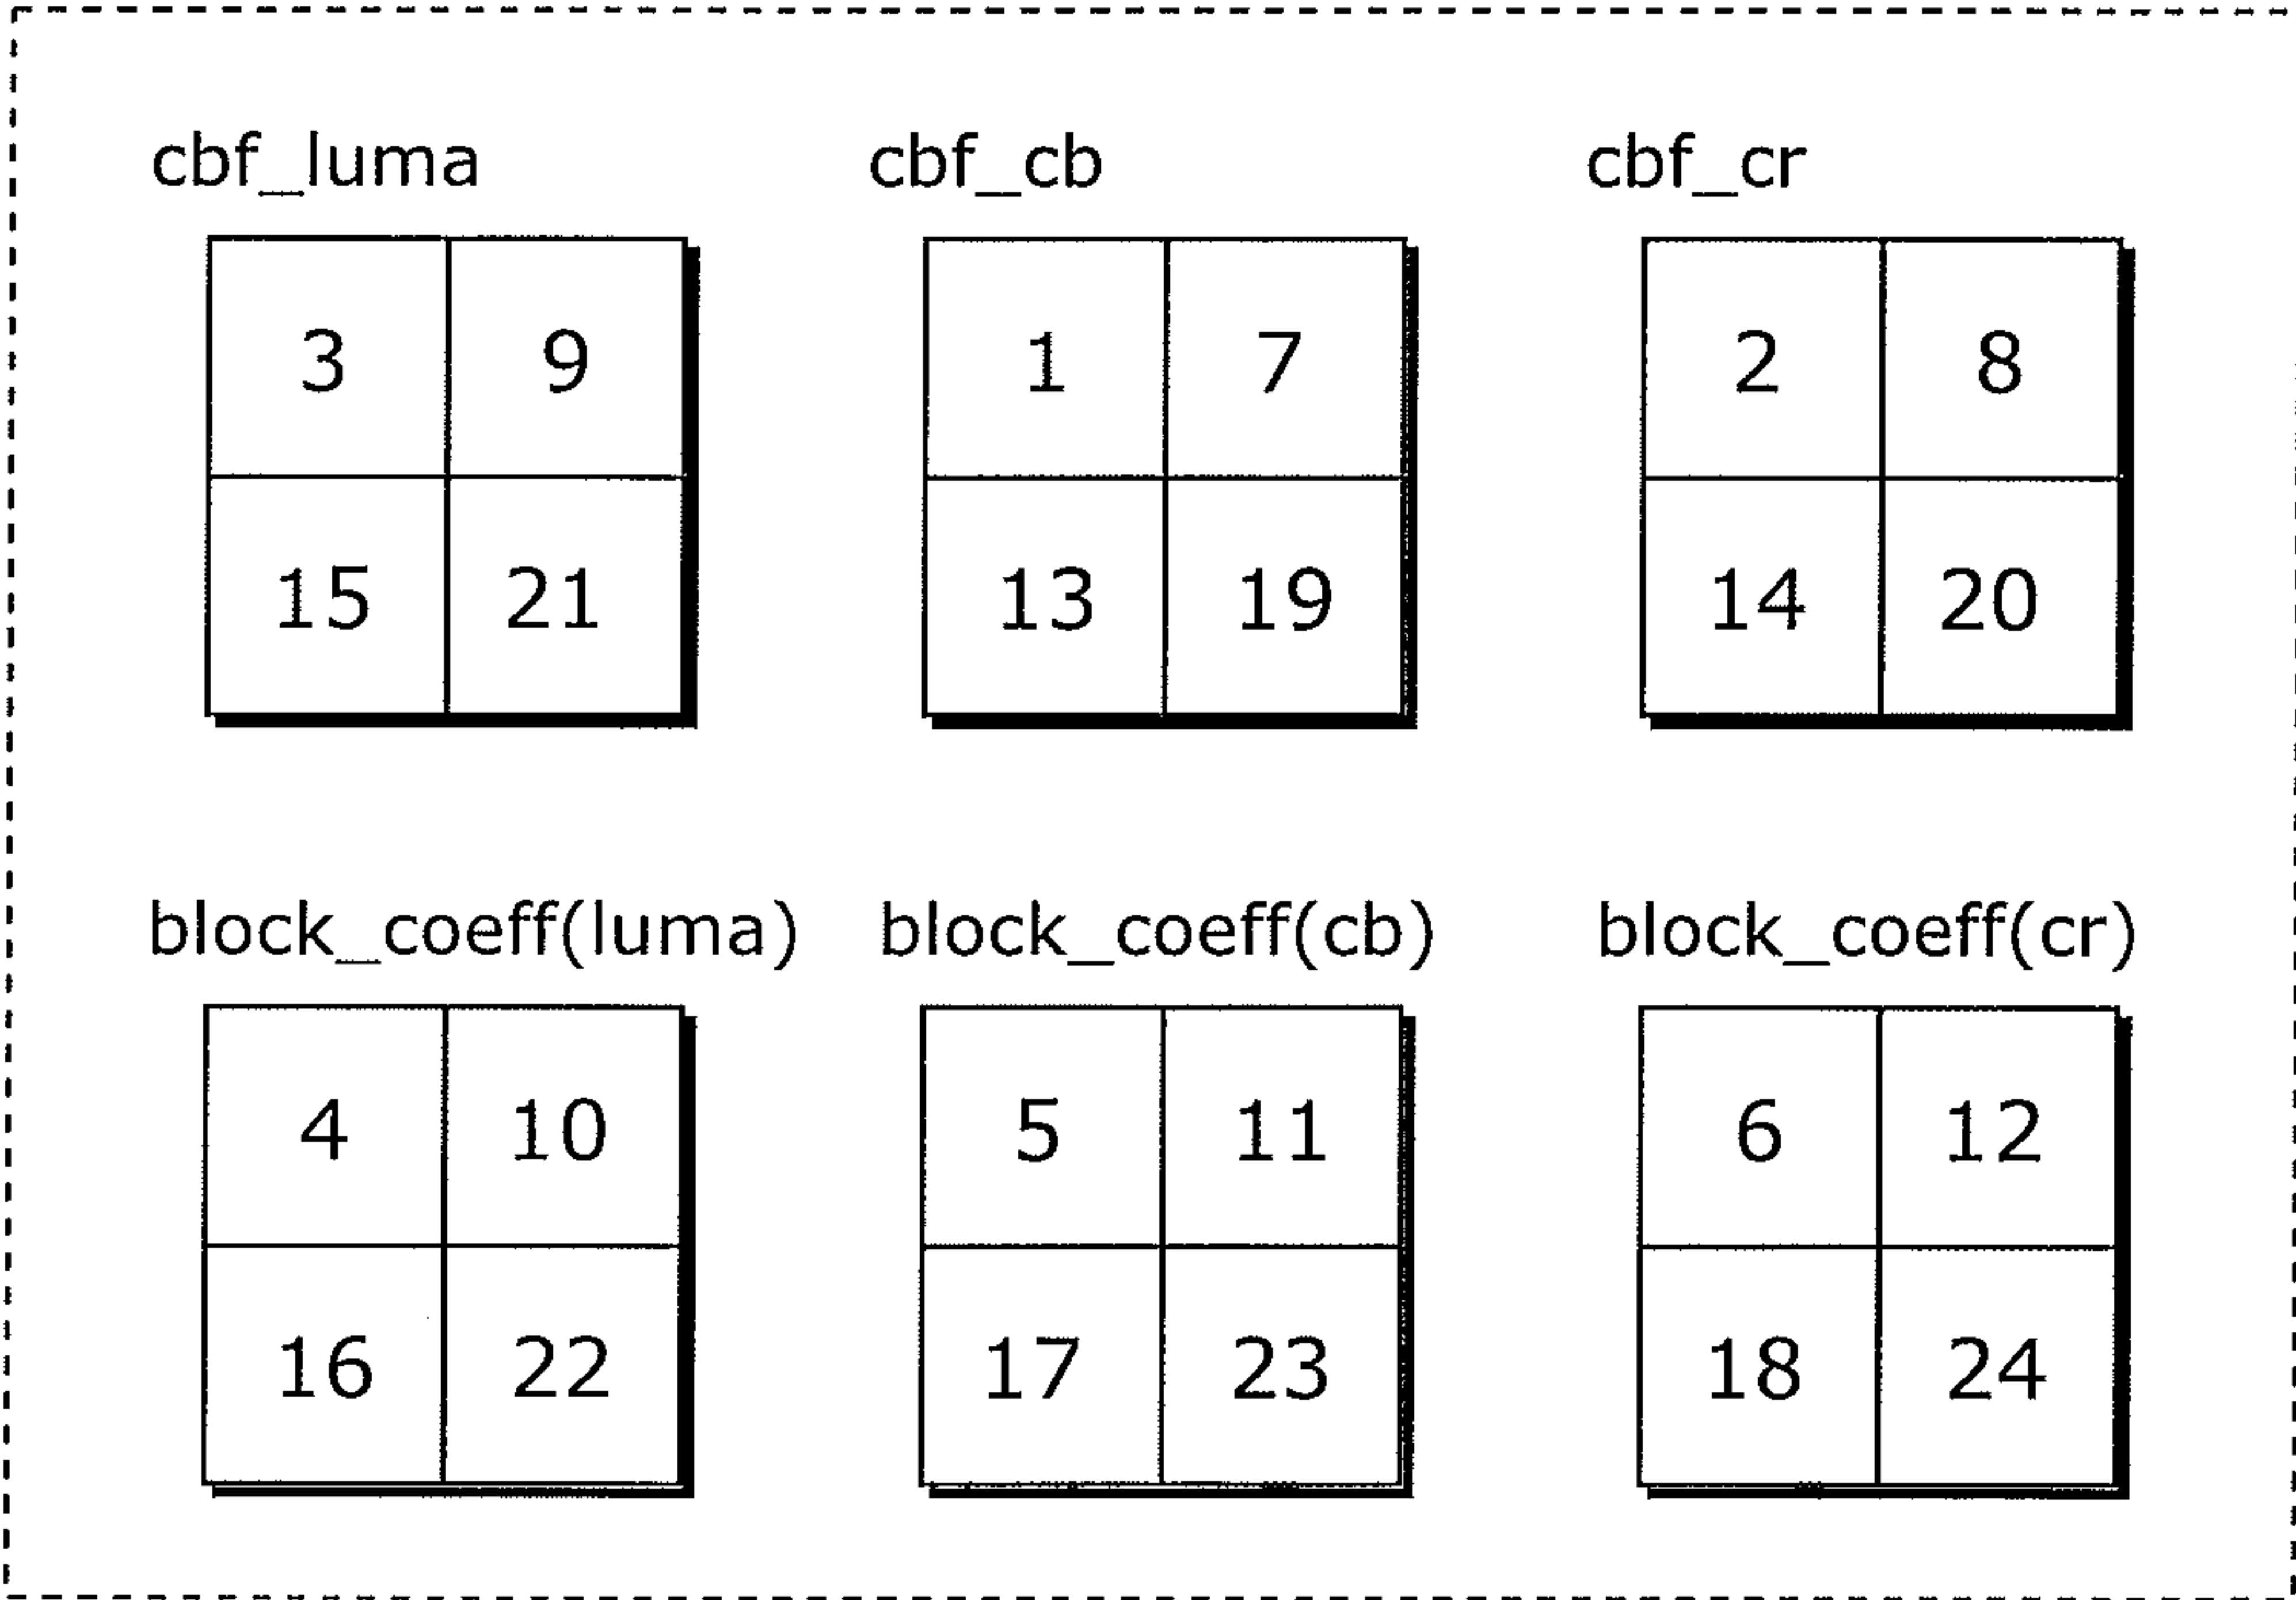 cbf_luma cbf_cb cbf_cr
3 9 1 7 2 8
15 21 13 19 14 20
block_coeff(luma) block_coeff(cb) block_coeff(cr)
4 10 5 11 6 12
16 22 17 23 18 24